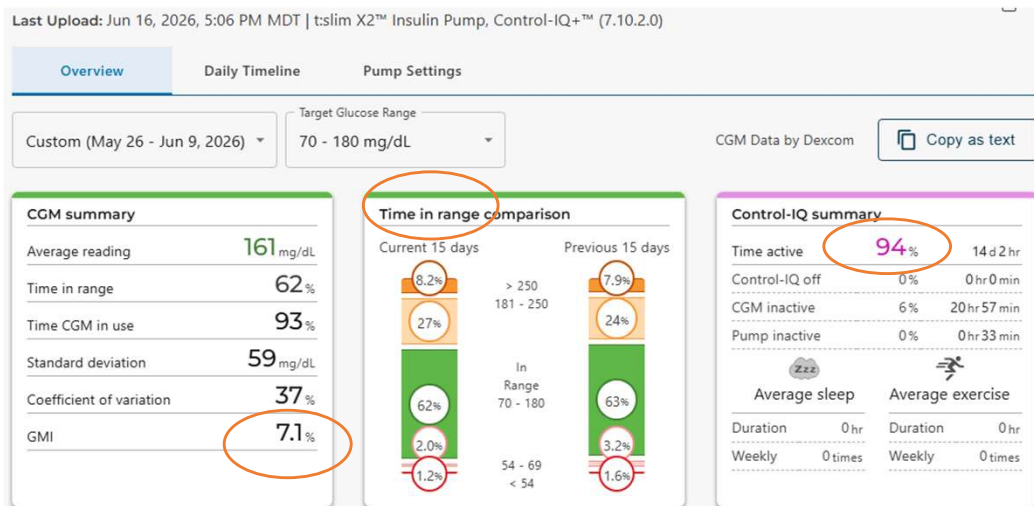 Last Upload: Jun 16, 2026, 5:06 PM MDT | t:slim X2™ Insulin Pump, Control-IQ+™ (7.10.2.0)
Overview Daily Timeline Pump Settings
Target Glucose Range
Custom (May 26 - Jun 9, 2026) 70 - 180 mg/dL CGM Data by Dexcom Copy as text
CGM summary
Average reading 161 mg/dL
Time in range 62 %
Time CGM in use 93 %
Standard deviation 59 mg/dL
Coefficient of variation 37 %
GMI 7.1 %
Time in range comparison
Current 15 days Previous 15 days
8.2% > 250 7.9%
27% 181 - 250 24%
62% In Range 70 - 180 63%
2.0% 54 - 69 3.2%
1.2% < 54 1.6%
Control-IQ summary
Time active 94 % 14 d 2 hr
Control-IQ off 0% 0 hr 0 min
CGM inactive 6% 20 hr 57 min
Pump inactive 0% 0 hr 33 min
Zzz
Average sleep Average exercise
Duration 0 hr Duration 0 hr
Weekly 0 times Weekly 0 times